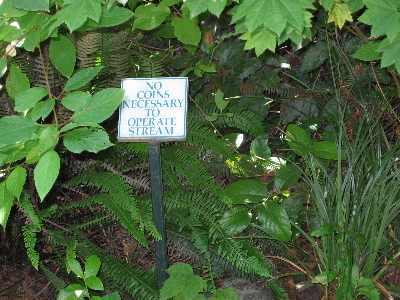 NO
COINS
NECESSARY
TO
OPERATE
STREAM